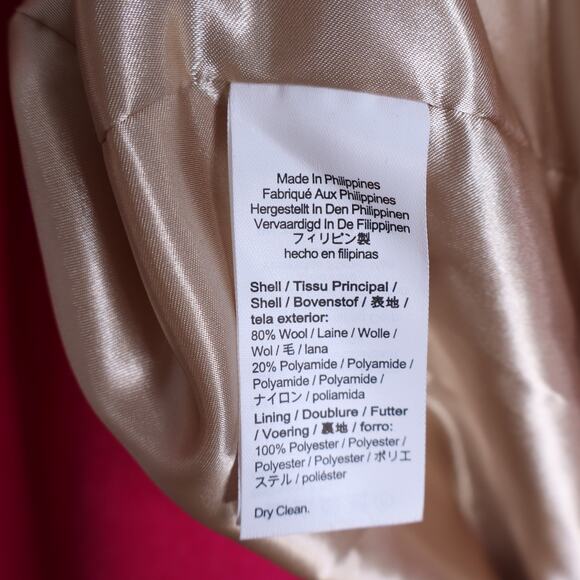 Made In Philippines
Fabriqué Aux Philippines
Hergestellt In Den Philippinen
Vervaardigd In De Filippijnen
フィリピン製
hecho en filipinas
Shell / Tissu Principal /
Shell / Bovenstof / 表地 /
tela exterior:
80% Wool / Laine / Wolle /
Wol / 毛 / lana
20% Polyamide / Polyamide /
Polyamide / Polyamide /
ナイロン / poliamida
Lining / Doublure / Futter
/ Voering / 裏地 / forro:
100% Polyester / Polyester /
Polyester / Polyester / ポリエ
ステル / poliéster
Dry Clean.